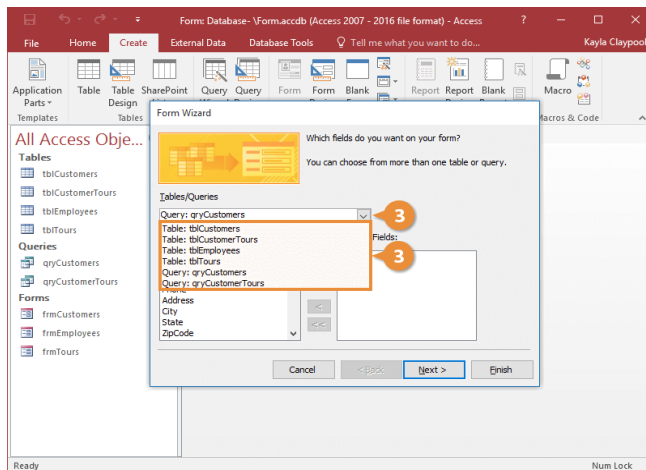 Form: Database- \Form.accdb (Access 2007 - 2016 file format) - Access
?
File Home Create External Data Database Tools Tell me what you want to do... Kayla Claypool
Application Parts
Table
Table Design
SharePoint
Query
Query
Form
Form
Blank
Report
Report
Blank
Macro
Templates
Tables
Macros & Code
All Access Obje...
Tables
tblCustomers
tblCustomerTours
tblEmployees
tblTours
Queries
qryCustomers
qryCustomerTours
Forms
frmCustomers
frmEmployees
frmTours
Form Wizard
Which fields do you want on your form?
You can choose from more than one table or query.
Tables/Queries
Query: qryCustomers
3
Table: tblCustomers
Table: tblCustomerTours
Table: tblEmployees
Table: tblTours
Query: qryCustomers
Query: qryCustomerTours
Fields:
3
Address
City
State
ZipCode
<
<<
Cancel < Back Next > Finish
Ready Num Lock